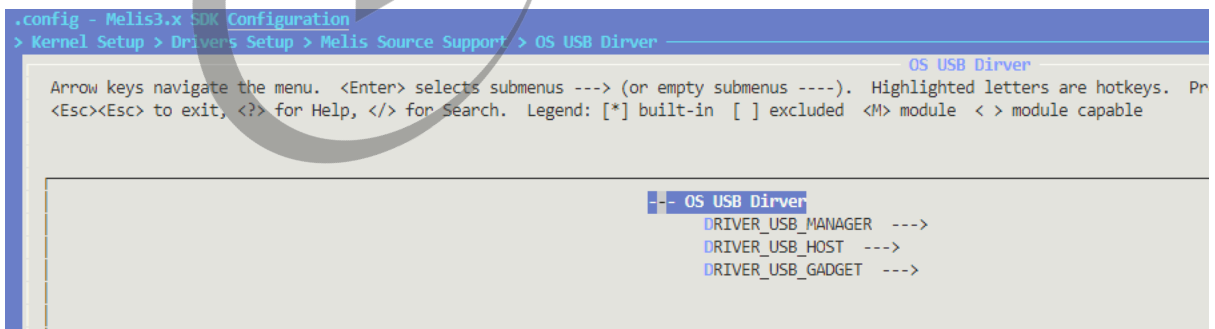 .config - Melis3.x SDK Configuration
> Kernel Setup > Drivers Setup > Melis Source Support > OS USB Dirver
OS USB Dirver
Arrow keys navigate the menu. <Enter> selects submenus ---> (or empty submenus ----). Highlighted letters are hotkeys. Pr
<Esc><Esc> to exit, <?> for Help, </> for Search. Legend: [*] built-in [ ] excluded <M> module < > module capable
--- OS USB Dirver
DRIVER_USB_MANAGER --->
DRIVER_USB_HOST --->
DRIVER_USB_GADGET --->